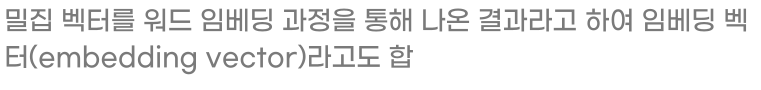 밀집 벡터를 워드 임베딩 과정을 통해 나온 결과라고 하여 임베딩 벡
터(embedding vector)라고도 합